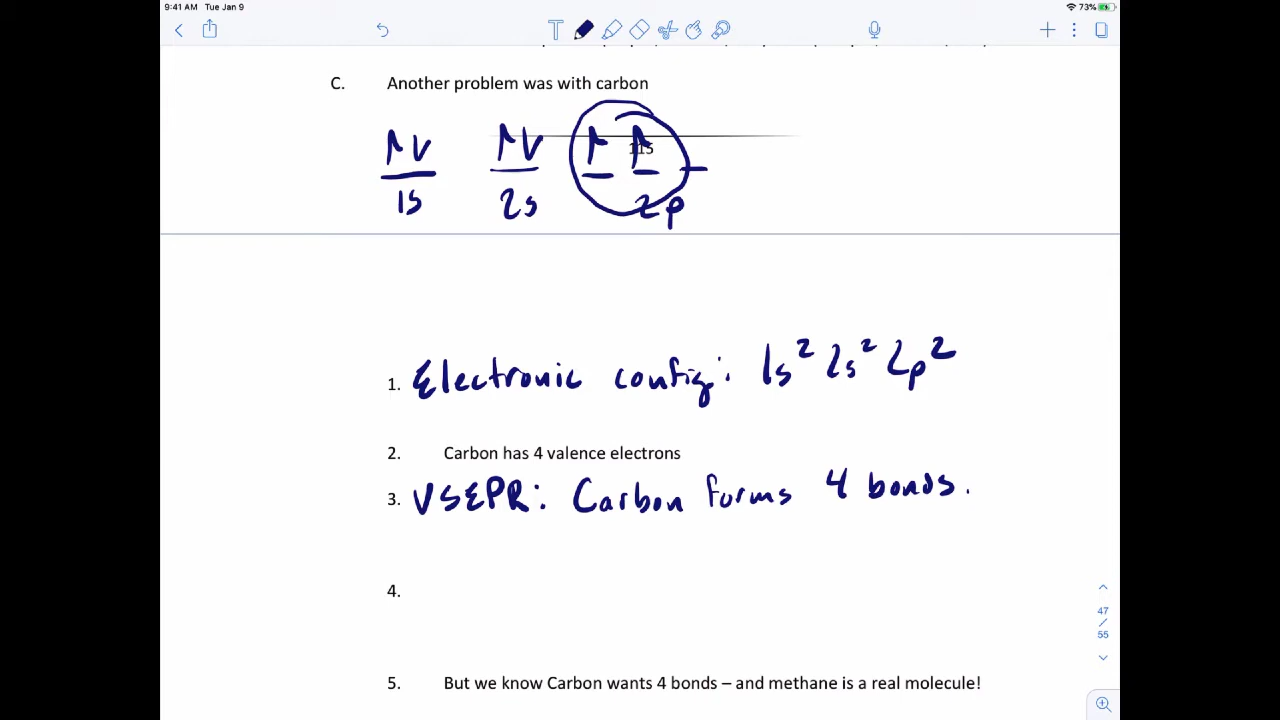 9:41 AM Tue Jan 9
73%
C. Another problem was with carbon
115
1s 2s 2p
1. Electronic config: 1s² 2s² 2p²
2. Carbon has 4 valence electrons
3. VSEPR: Carbon forms 4 bonds.
4.
5. But we know Carbon wants 4 bonds – and methane is a real molecule!
47
/
55